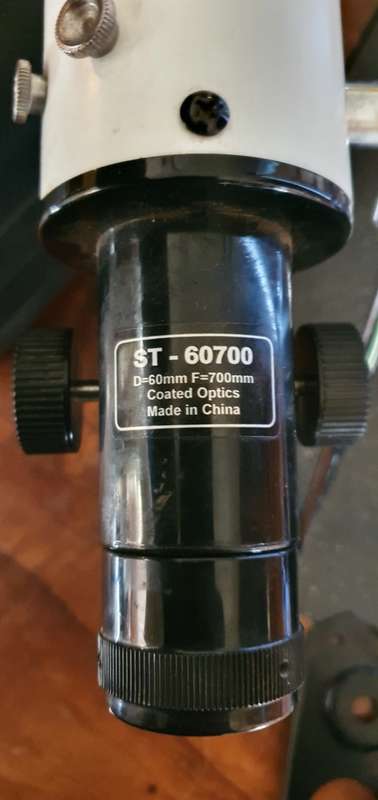 ST - 60700
D=60mm F=700mm
Coated Optics
Made in China